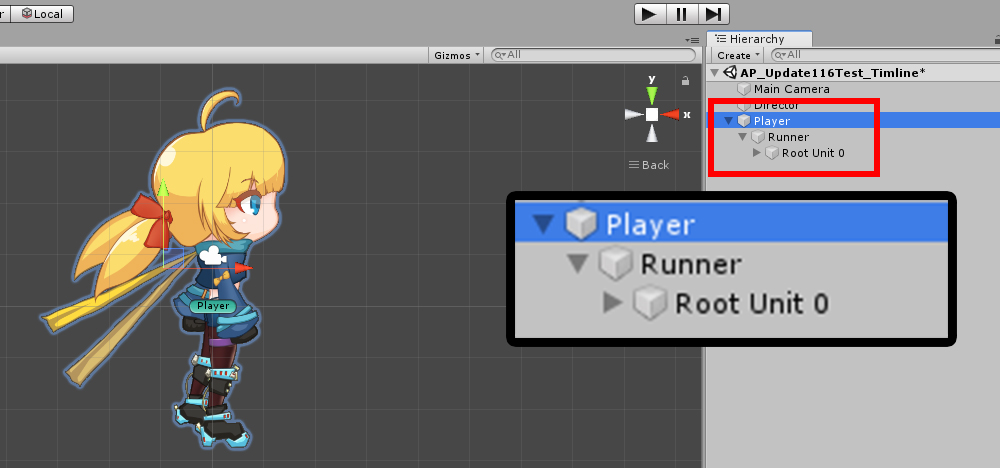 r Local
Gizmos All
Hierarchy
Create All
AP_Update116Test_Timline*
Main Camera
Director
Player
Runner
Root Unit 0
y
x
Back
Player
Player
Runner
Root Unit 0